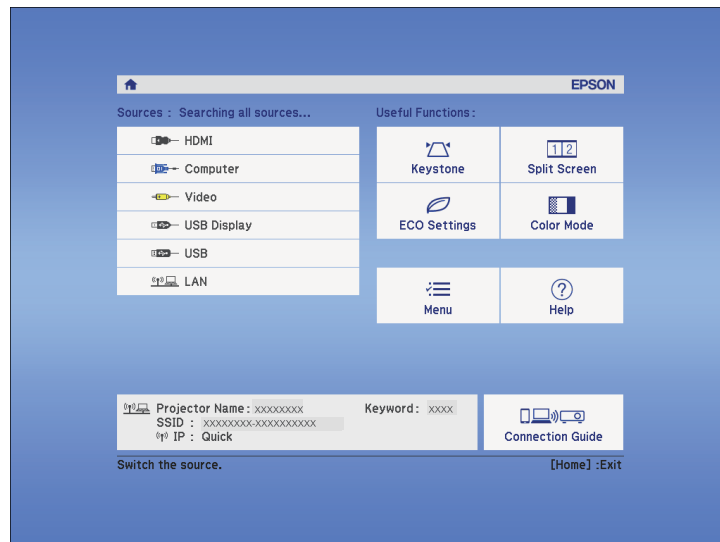 EPSON
Sources : Searching all sources...
HDMI
Computer
Video
USB Display
USB
LAN
Useful Functions:
Keystone
1 2
Split Screen
ECO Settings
Color Mode
Menu
?
Help
Projector Name: xxxxxxxx Keyword: xxxx
SSID : xxxxxxxx-xxxxxxxxxx
IP : Quick
Connection Guide
Switch the source. [Home] :Exit